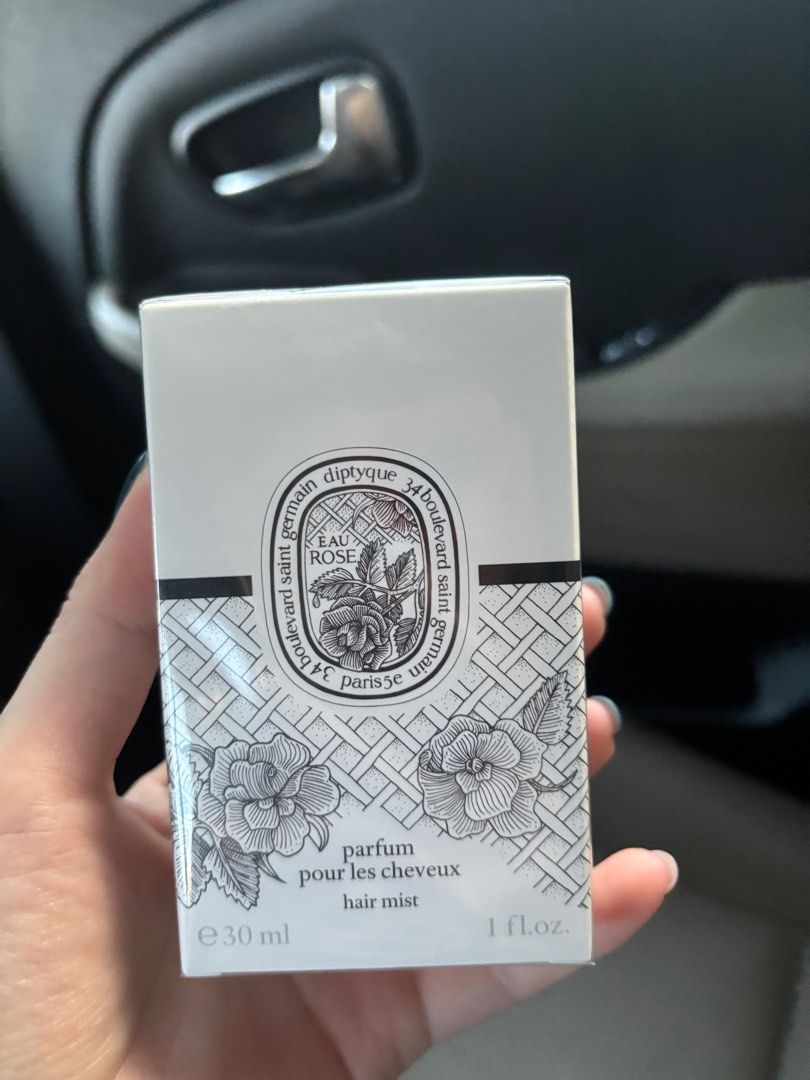 34 boulevard saint germain diptyque 34 boulevard saint germain
paris 5e
EAU
ROSE
parfum
pour les cheveux
hair mist
℮ 30 ml
1 fl.oz.